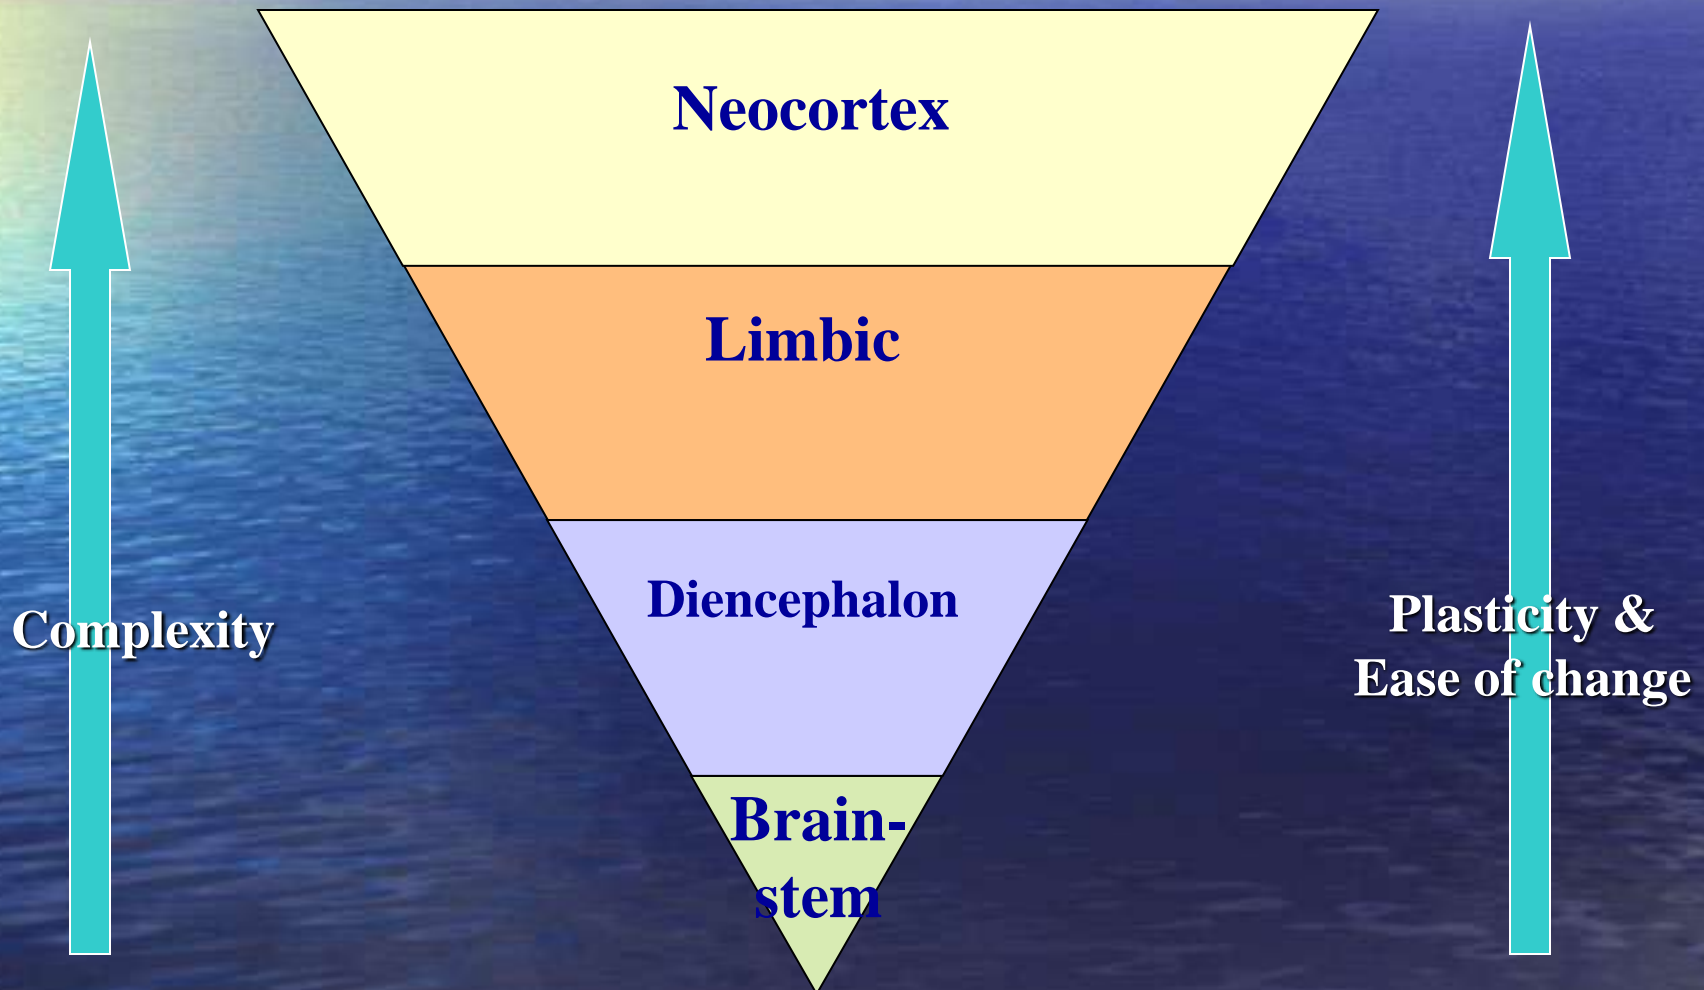 Neocortex
Limbic
Diencephalon
Complexity
Plasticity &
Ease of change
Brain-
stem